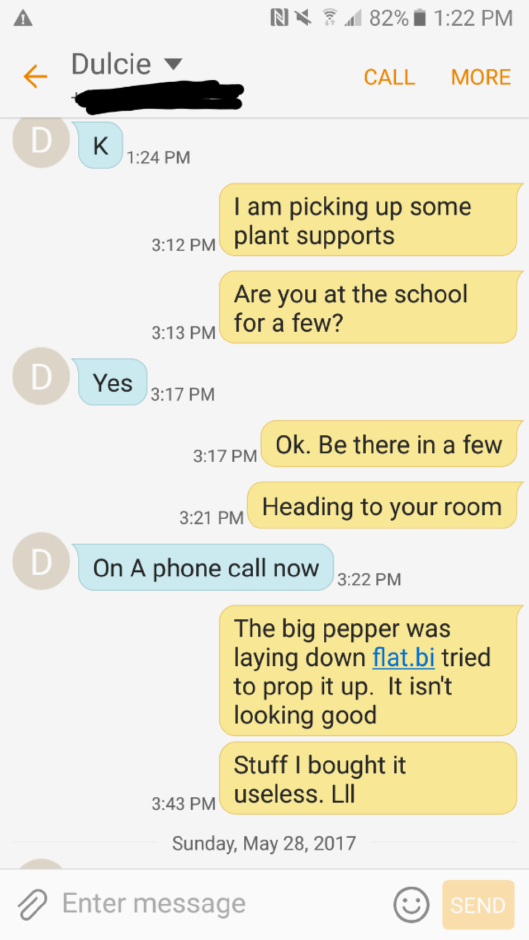 82% 1:22 PM
Dulcie
CALL MORE
D
K
1:24 PM
I am picking up some
plant supports
3:12 PM
Are you at the school
for a few?
3:13 PM
D
Yes
3:17 PM
Ok. Be there in a few
3:17 PM
Heading to your room
3:21 PM
D
On A phone call now
3:22 PM
The big pepper was
laying down flat.bi tried
to prop it up. It isn't
looking good
Stuff I bought it
useless. Lll
3:43 PM
Sunday, May 28, 2017
Enter message
SEND